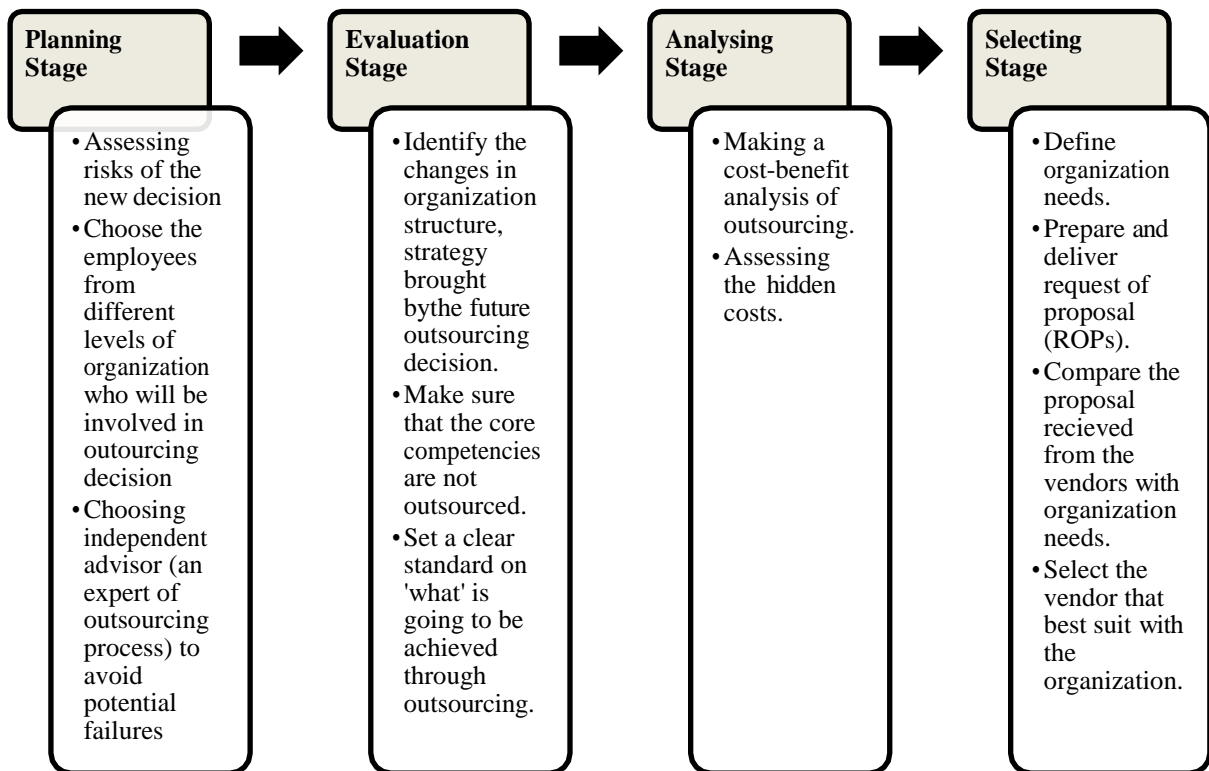 Planning
Stage
• Assessing
risks of the
new decision
• Choose the
employees
from
different
levels of
organization
who will be
involved in
outourcing
decision
• Choosing
independent
advisor (an
expert of
outsourcing
process) to
avoid
potential
failures
Evaluation
Stage
• Identify the
changes in
organization
structure,
strategy
brought
bythe future
outsourcing
decision.
• Make sure
that the core
competencies
are not
outsourced.
• Set a clear
standard on
'what' is
going to be
achieved
through
outsourcing.
Analysing
Stage
• Making a
cost-benefit
analysis of
outsourcing.
• Assessing
the hidden
costs.
Selecting
Stage
• Define
organization
needs.
• Prepare and
deliver
request of
proposal
(ROPs).
• Compare the
proposal
recieved
from the
vendors with
organization
needs.
• Select the
vendor that
best suit with
the
organization.